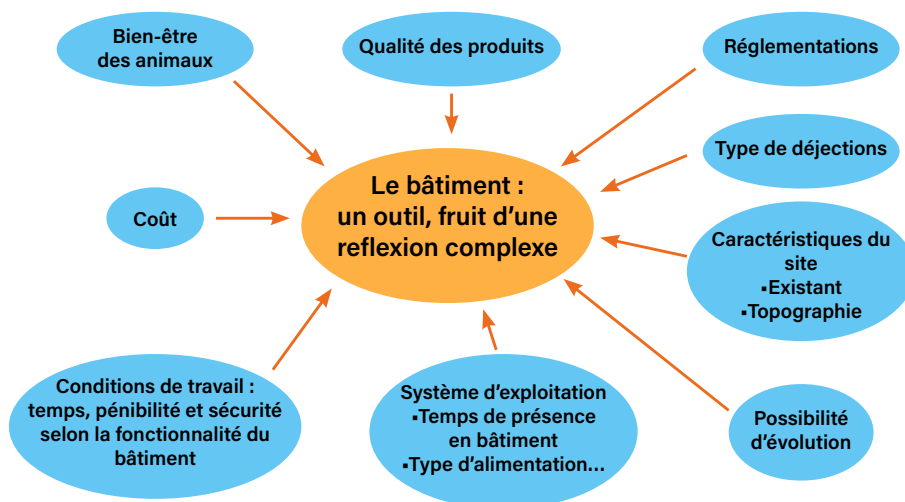 Bien-être
des animaux
Qualité des produits
Réglementations
Type de déjections
Le bâtiment :
un outil, fruit d'une
reflexion complexe
Coût
Caractéristiques du
site
▪Existant
▪Topographie
Conditions de travail :
temps, pénibilité et sécurité
selon la fonctionnalité du
bâtiment
Système d'exploitation
▪Temps de présence
en bâtiment
▪Type d'alimentation...
Possibilité
d'évolution